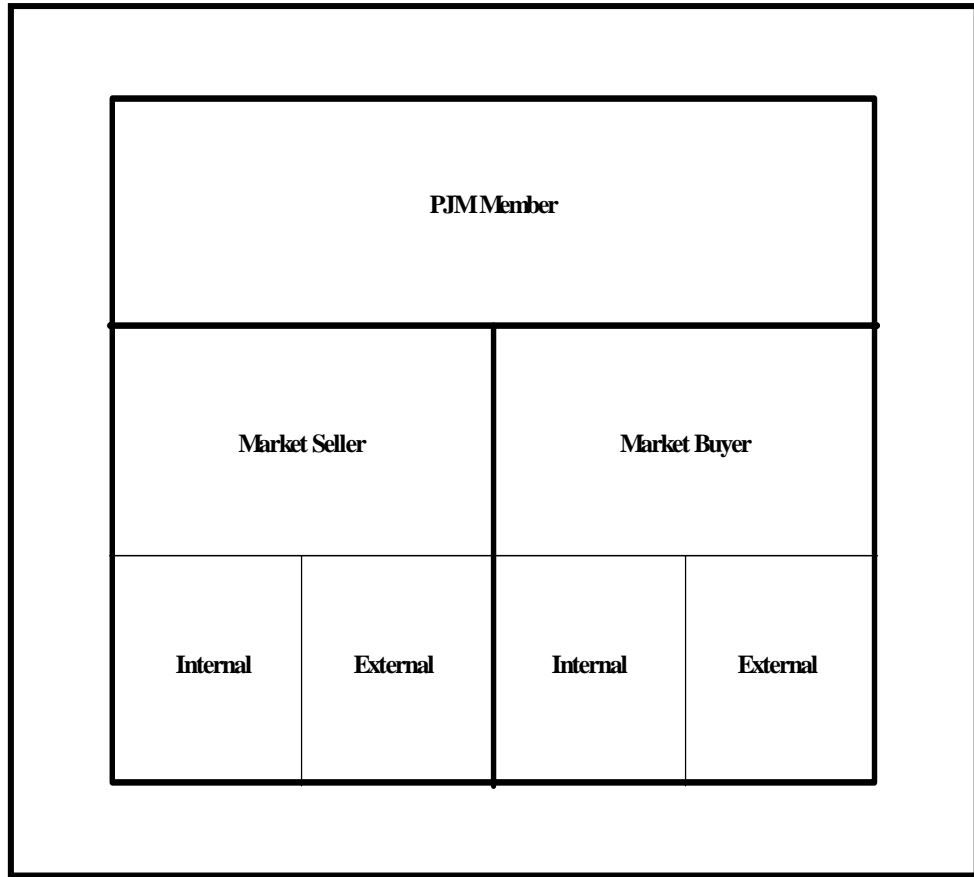 PJM Member
Market Seller
Market Buyer
Internal
External
Internal
External